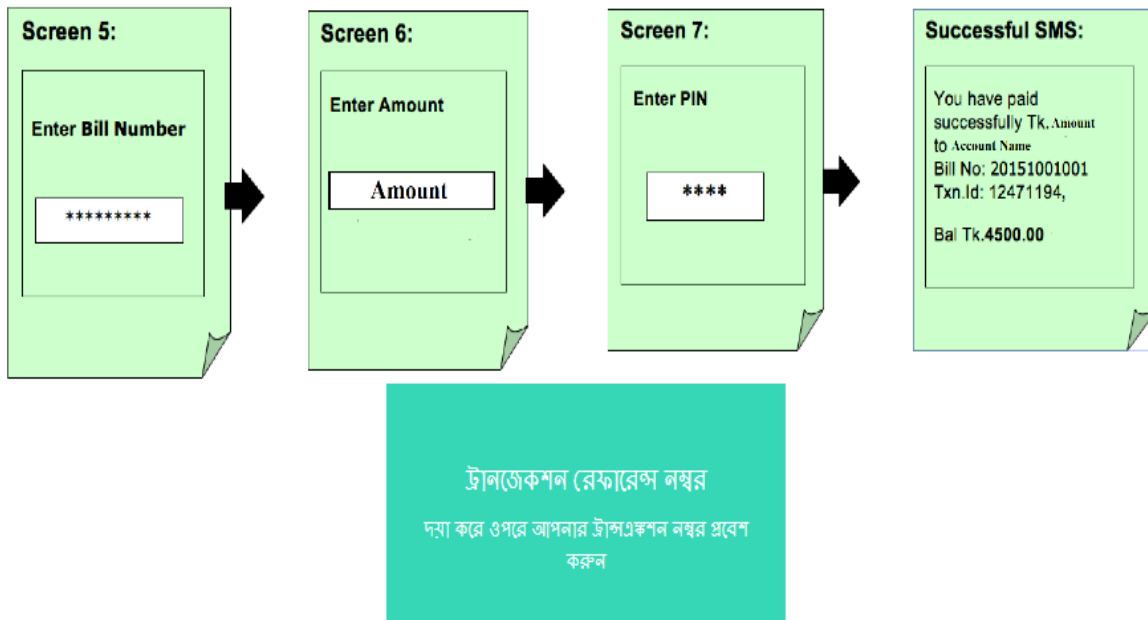 Screen 5:
Enter Bill Number
*********
Screen 6:
Enter Amount
Amount
Screen 7:
Enter PIN
****
Successful SMS:
You have paid
successfully Tk. Amount
to Account Name
Bill No: 20151001001
Txn.Id: 12471194,
Bal Tk.4500.00
ট্রানজেকশন রেফারেন্স নম্বর
দয়া করে ওপরে আপনার ট্রান্সএঙ্কশন নম্বর প্রবেশ
করুন